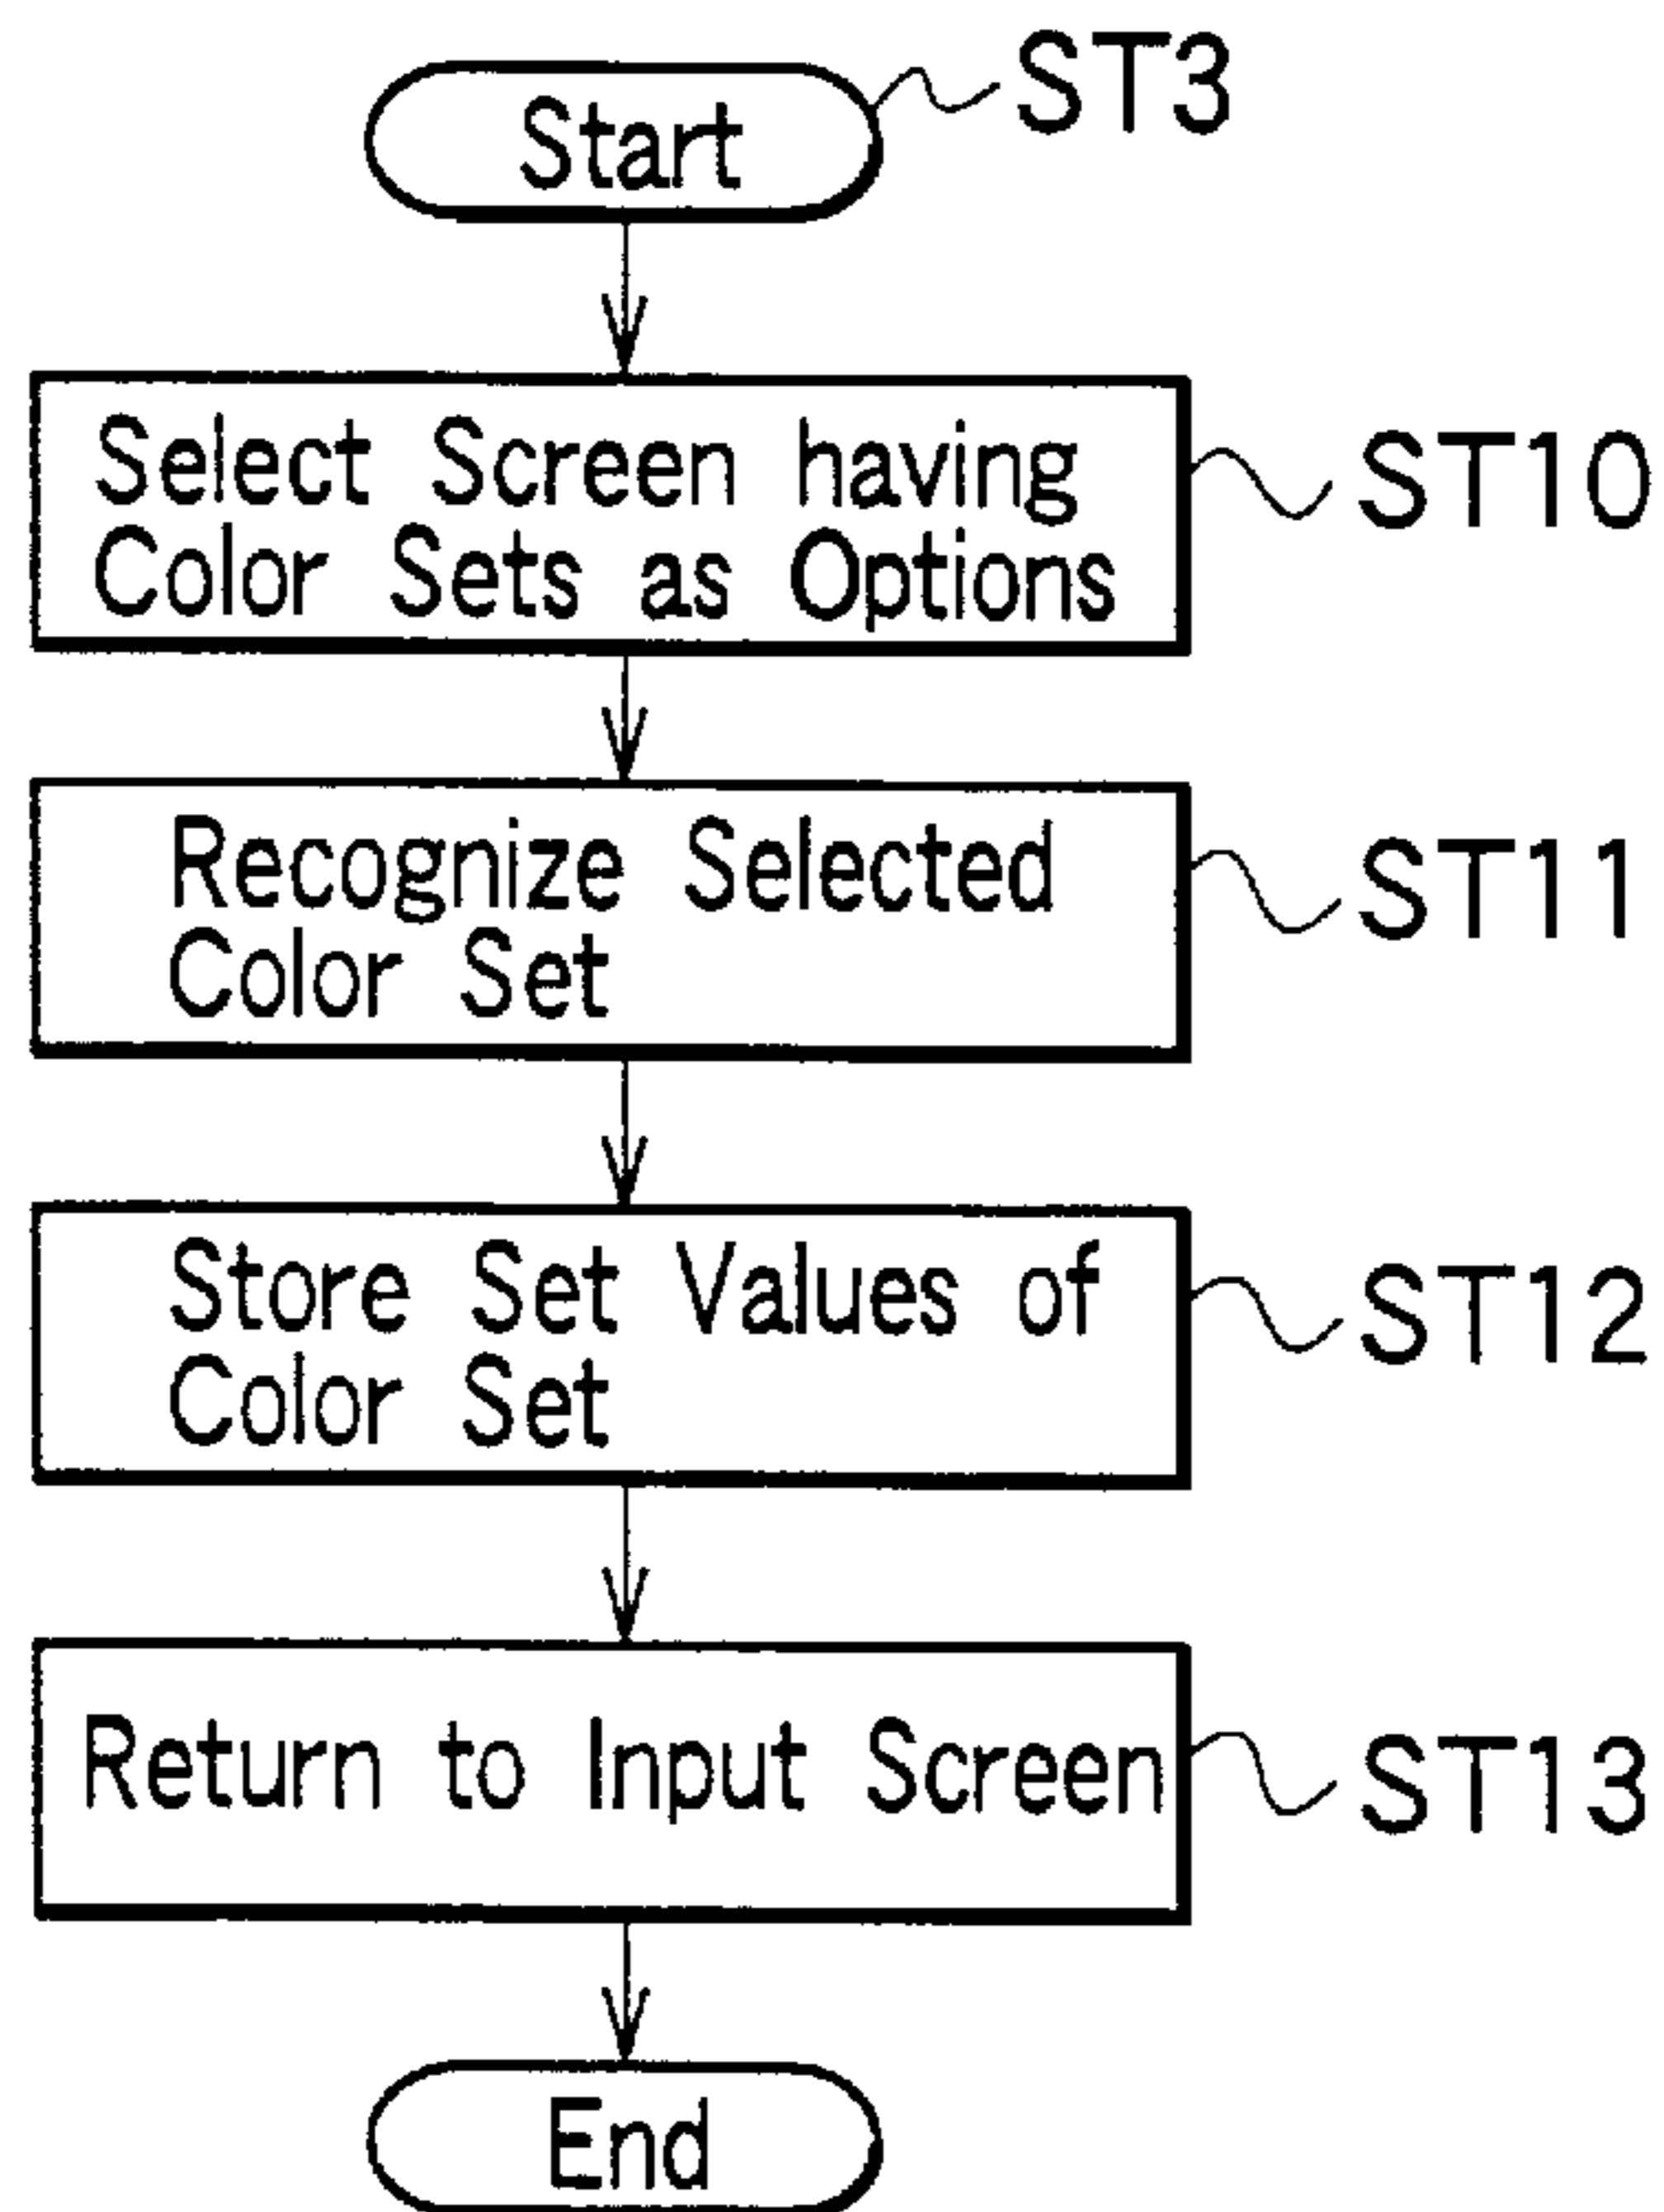 Start
ST3
Select Screen having
Color Sets as Options
ST10
Recognize Selected
Color Set
ST11
Store Set Values of
Color Set
ST12
Return to Input Screen
ST13
End